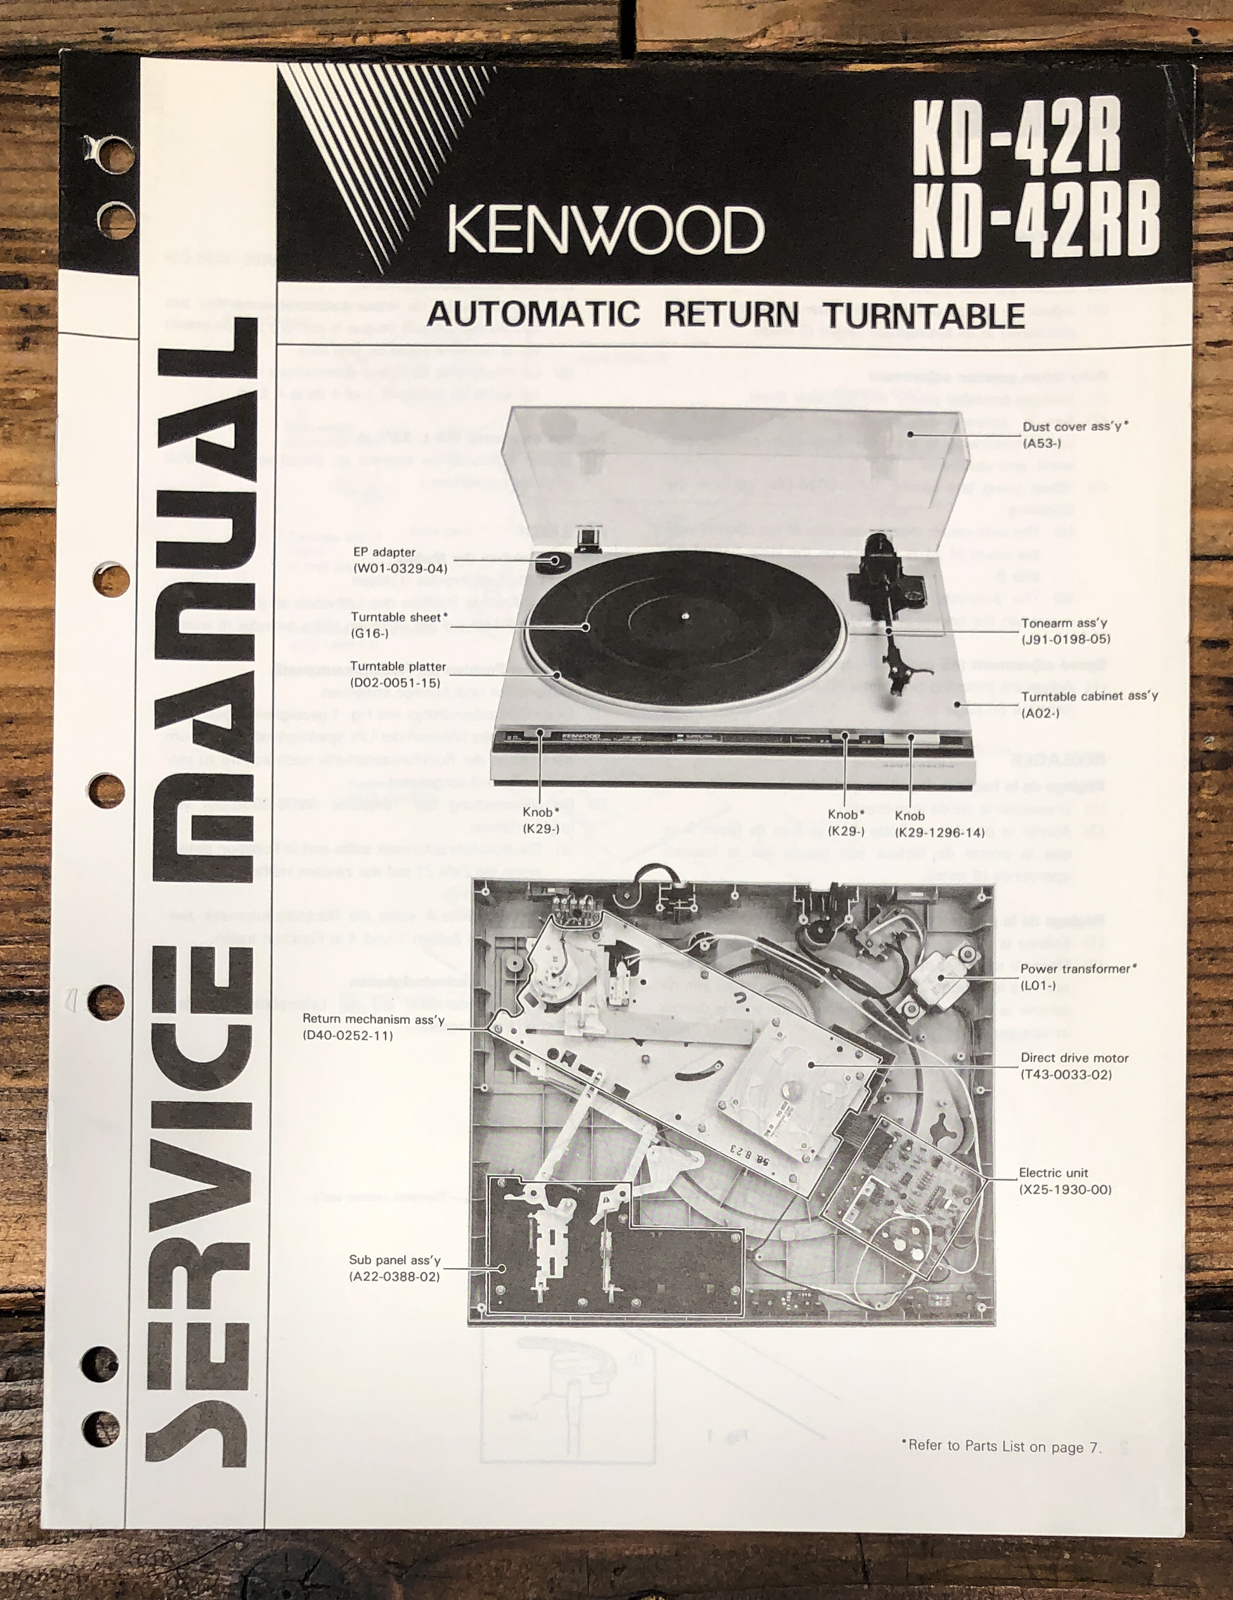 KD-42R
KD-42RB
KENWOOD
AUTOMATIC RETURN TURNTABLE
SERVICE MANUAL
Dust cover ass'y*
(A53-)
EP adapter
(W01-0329-04)
Turntable sheet*
(G16-)
Tonearm ass'y
(J91-0198-05)
Turntable platter
(D02-0051-15)
Turntable cabinet ass'y
(A02-)
KENWOOD
Knob*
(K29-)
Knob*
(K29-)
Knob
(K29-1296-14)
Power transformer*
(L01-)
Return mechanism ass'y
(D40-0252-11)
Direct drive motor
(T43-0033-02)
58.8.23
Electric unit
(X25-1930-00)
Sub panel ass'y
(A22-0388-02)
*Refer to Parts List on page 7.